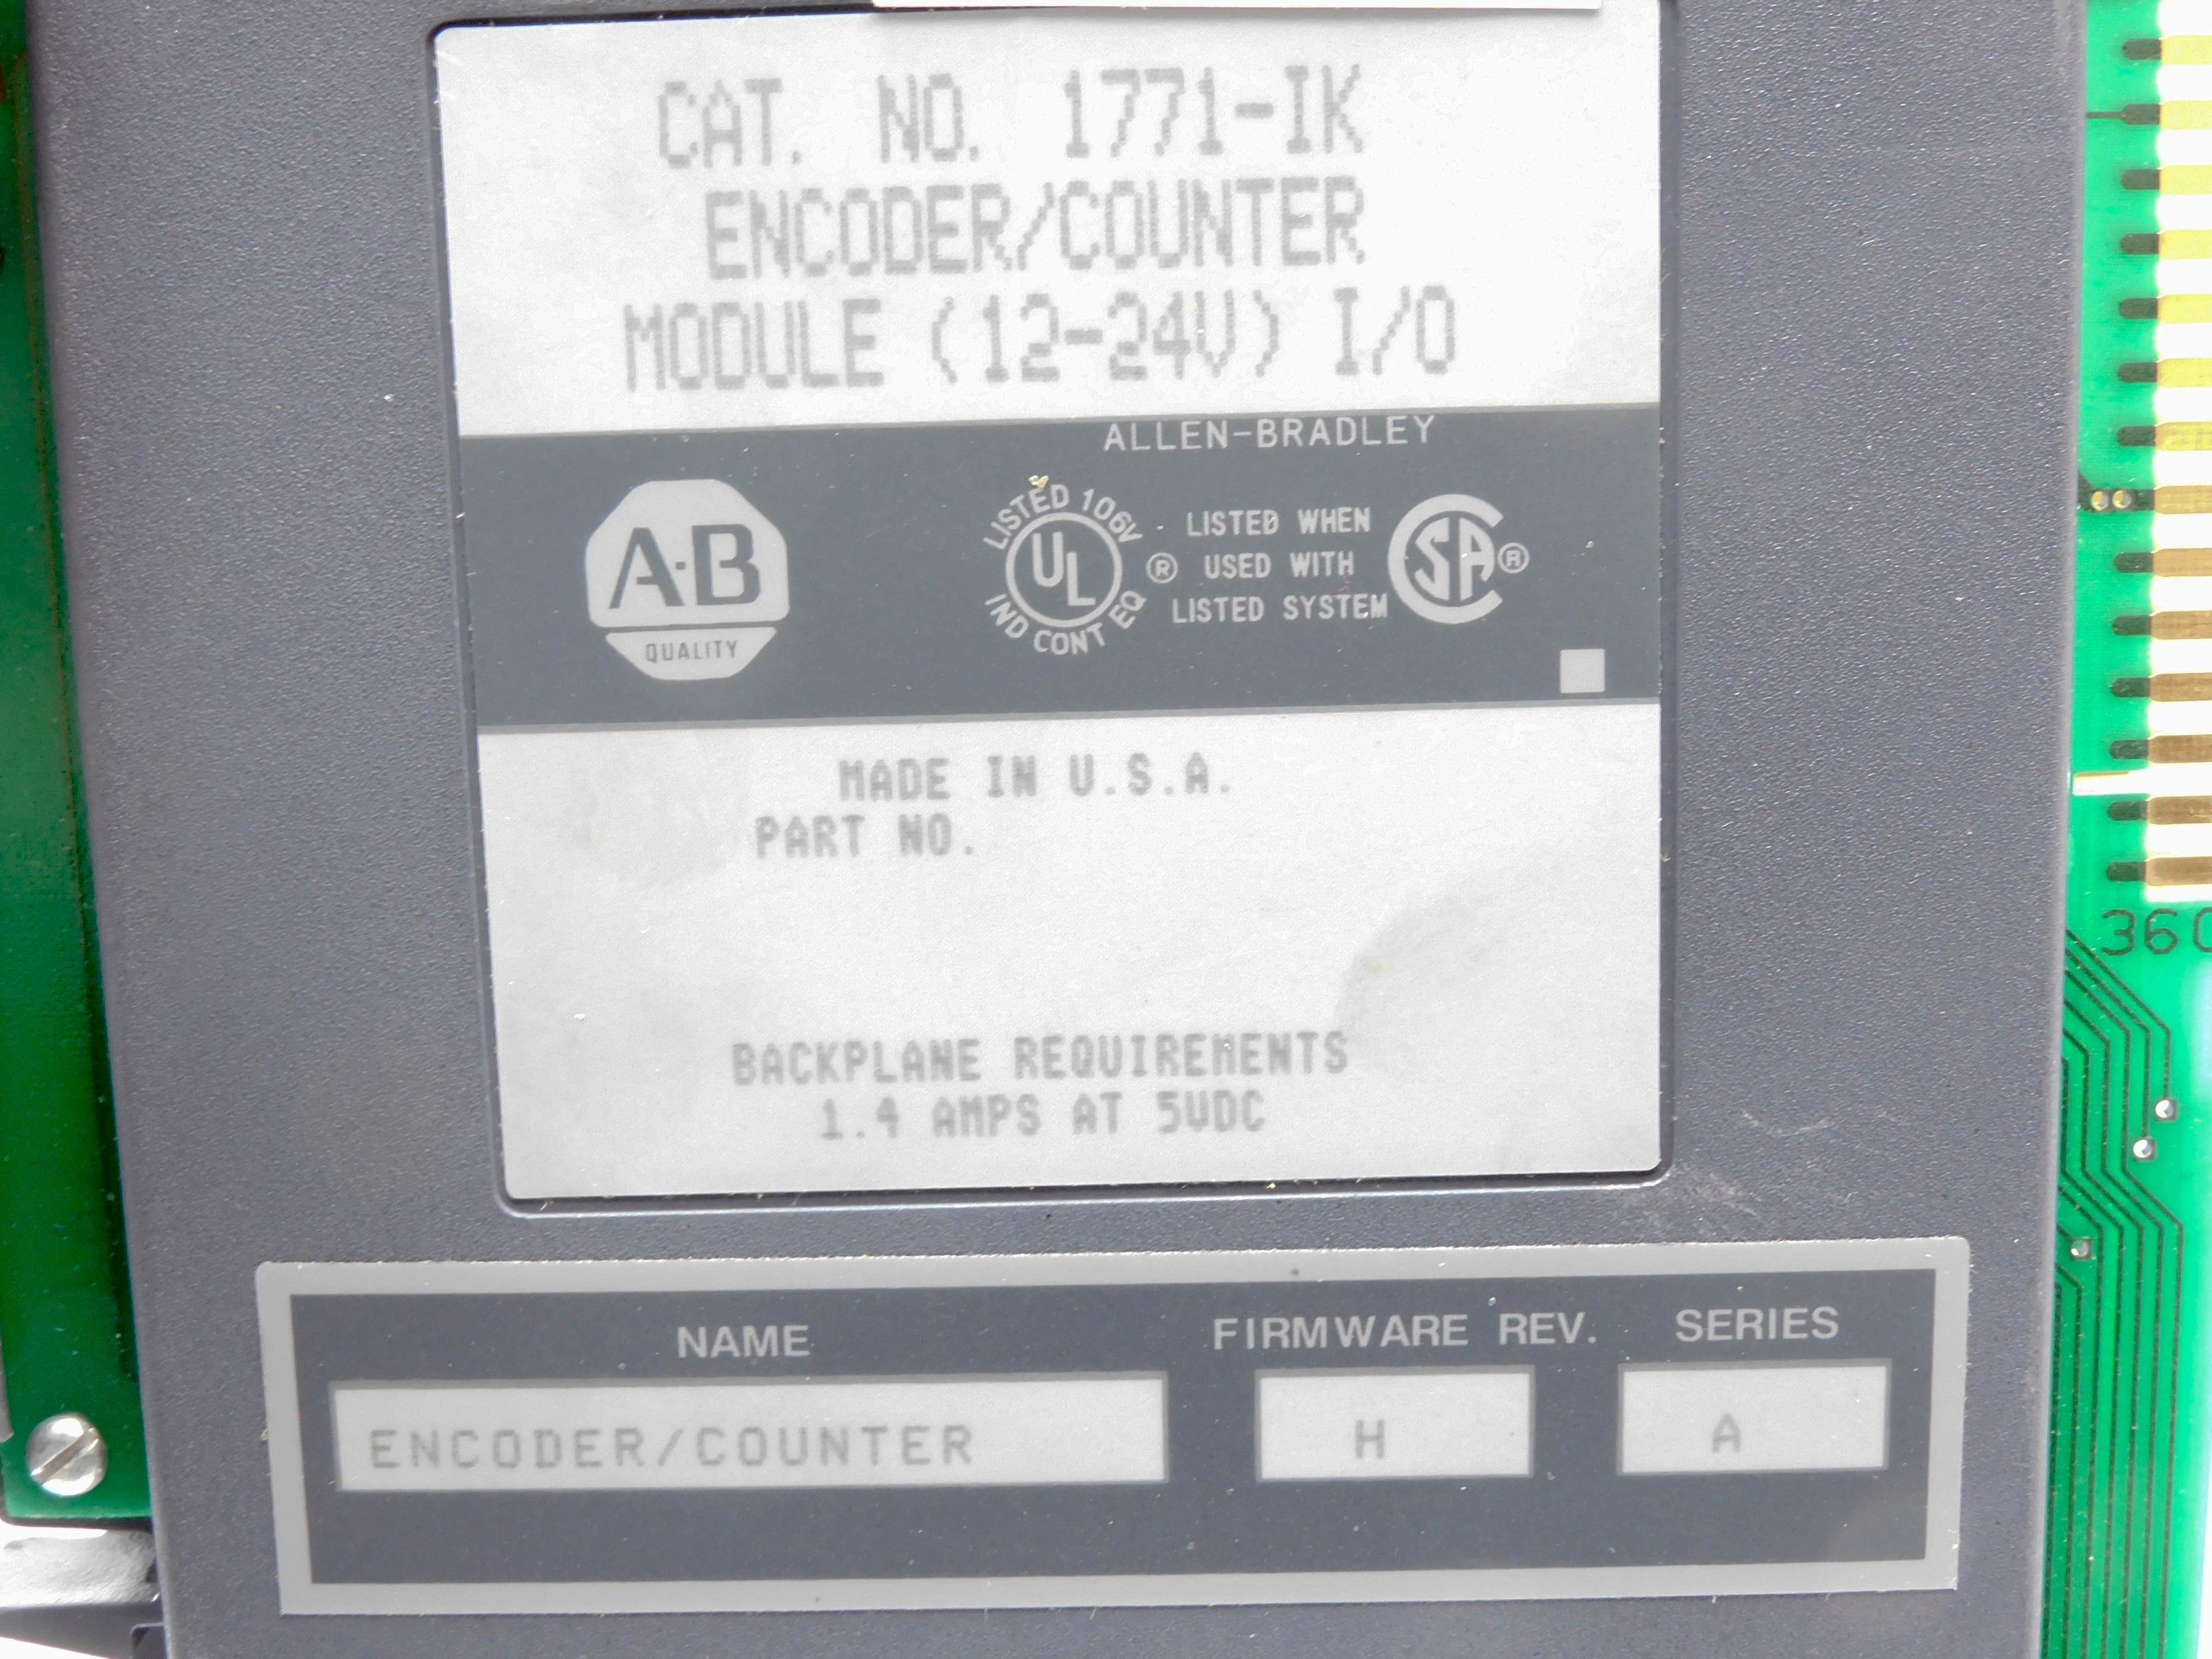 CAT. NO. 1771-IK
ENCODER/COUNTER
MODULE (12-24V) I/O
ALLEN-BRADLEY
A·B
QUALITY
LISTED 106V
UL
®
IND CONT EQ
LISTED WHEN
USED WITH
LISTED SYSTEM
SA®
MADE IN U.S.A.
PART NO.
BACKPLANE REQUIREMENTS
1.4 AMPS AT 5VDC
NAME FIRMWARE REV. SERIES
ENCODER/COUNTER H A